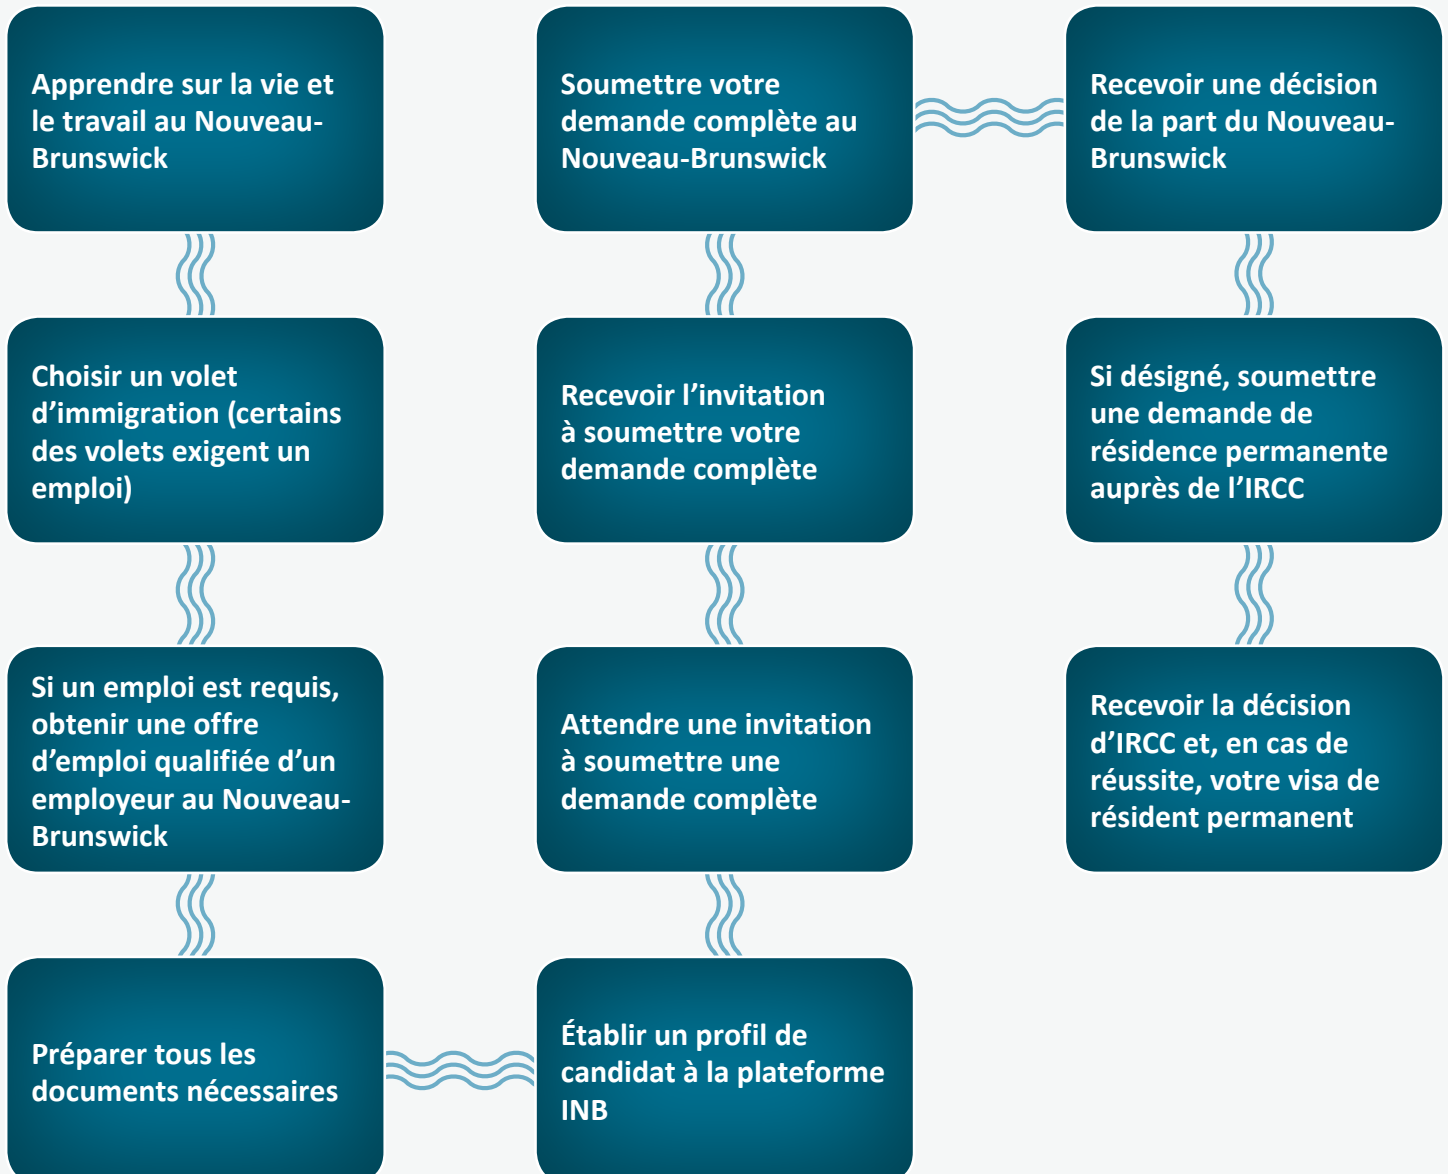 Apprendre sur la vie et
le travail au Nouveau-
Brunswick
Choisir un volet
d’immigration (certains
des volets exigent un
emploi)
Si un emploi est requis,
obtenir une offre
d’emploi qualifiée d’un
employeur au Nouveau-
Brunswick
Préparer tous les
documents nécessaires
Établir un profil de
candidat à la plateforme
INB
Attendre une invitation
à soumettre une
demande complète
Recevoir l’invitation
à soumettre votre
demande complète
Soumettre votre
demande complète au
Nouveau-Brunswick
Recevoir une décision
de la part du Nouveau-
Brunswick
Si désigné, soumettre
une demande de
résidence permanente
auprès de l’IRCC
Recevoir la décision
d’IRCC et, en cas de
réussite, votre visa de
résident permanent